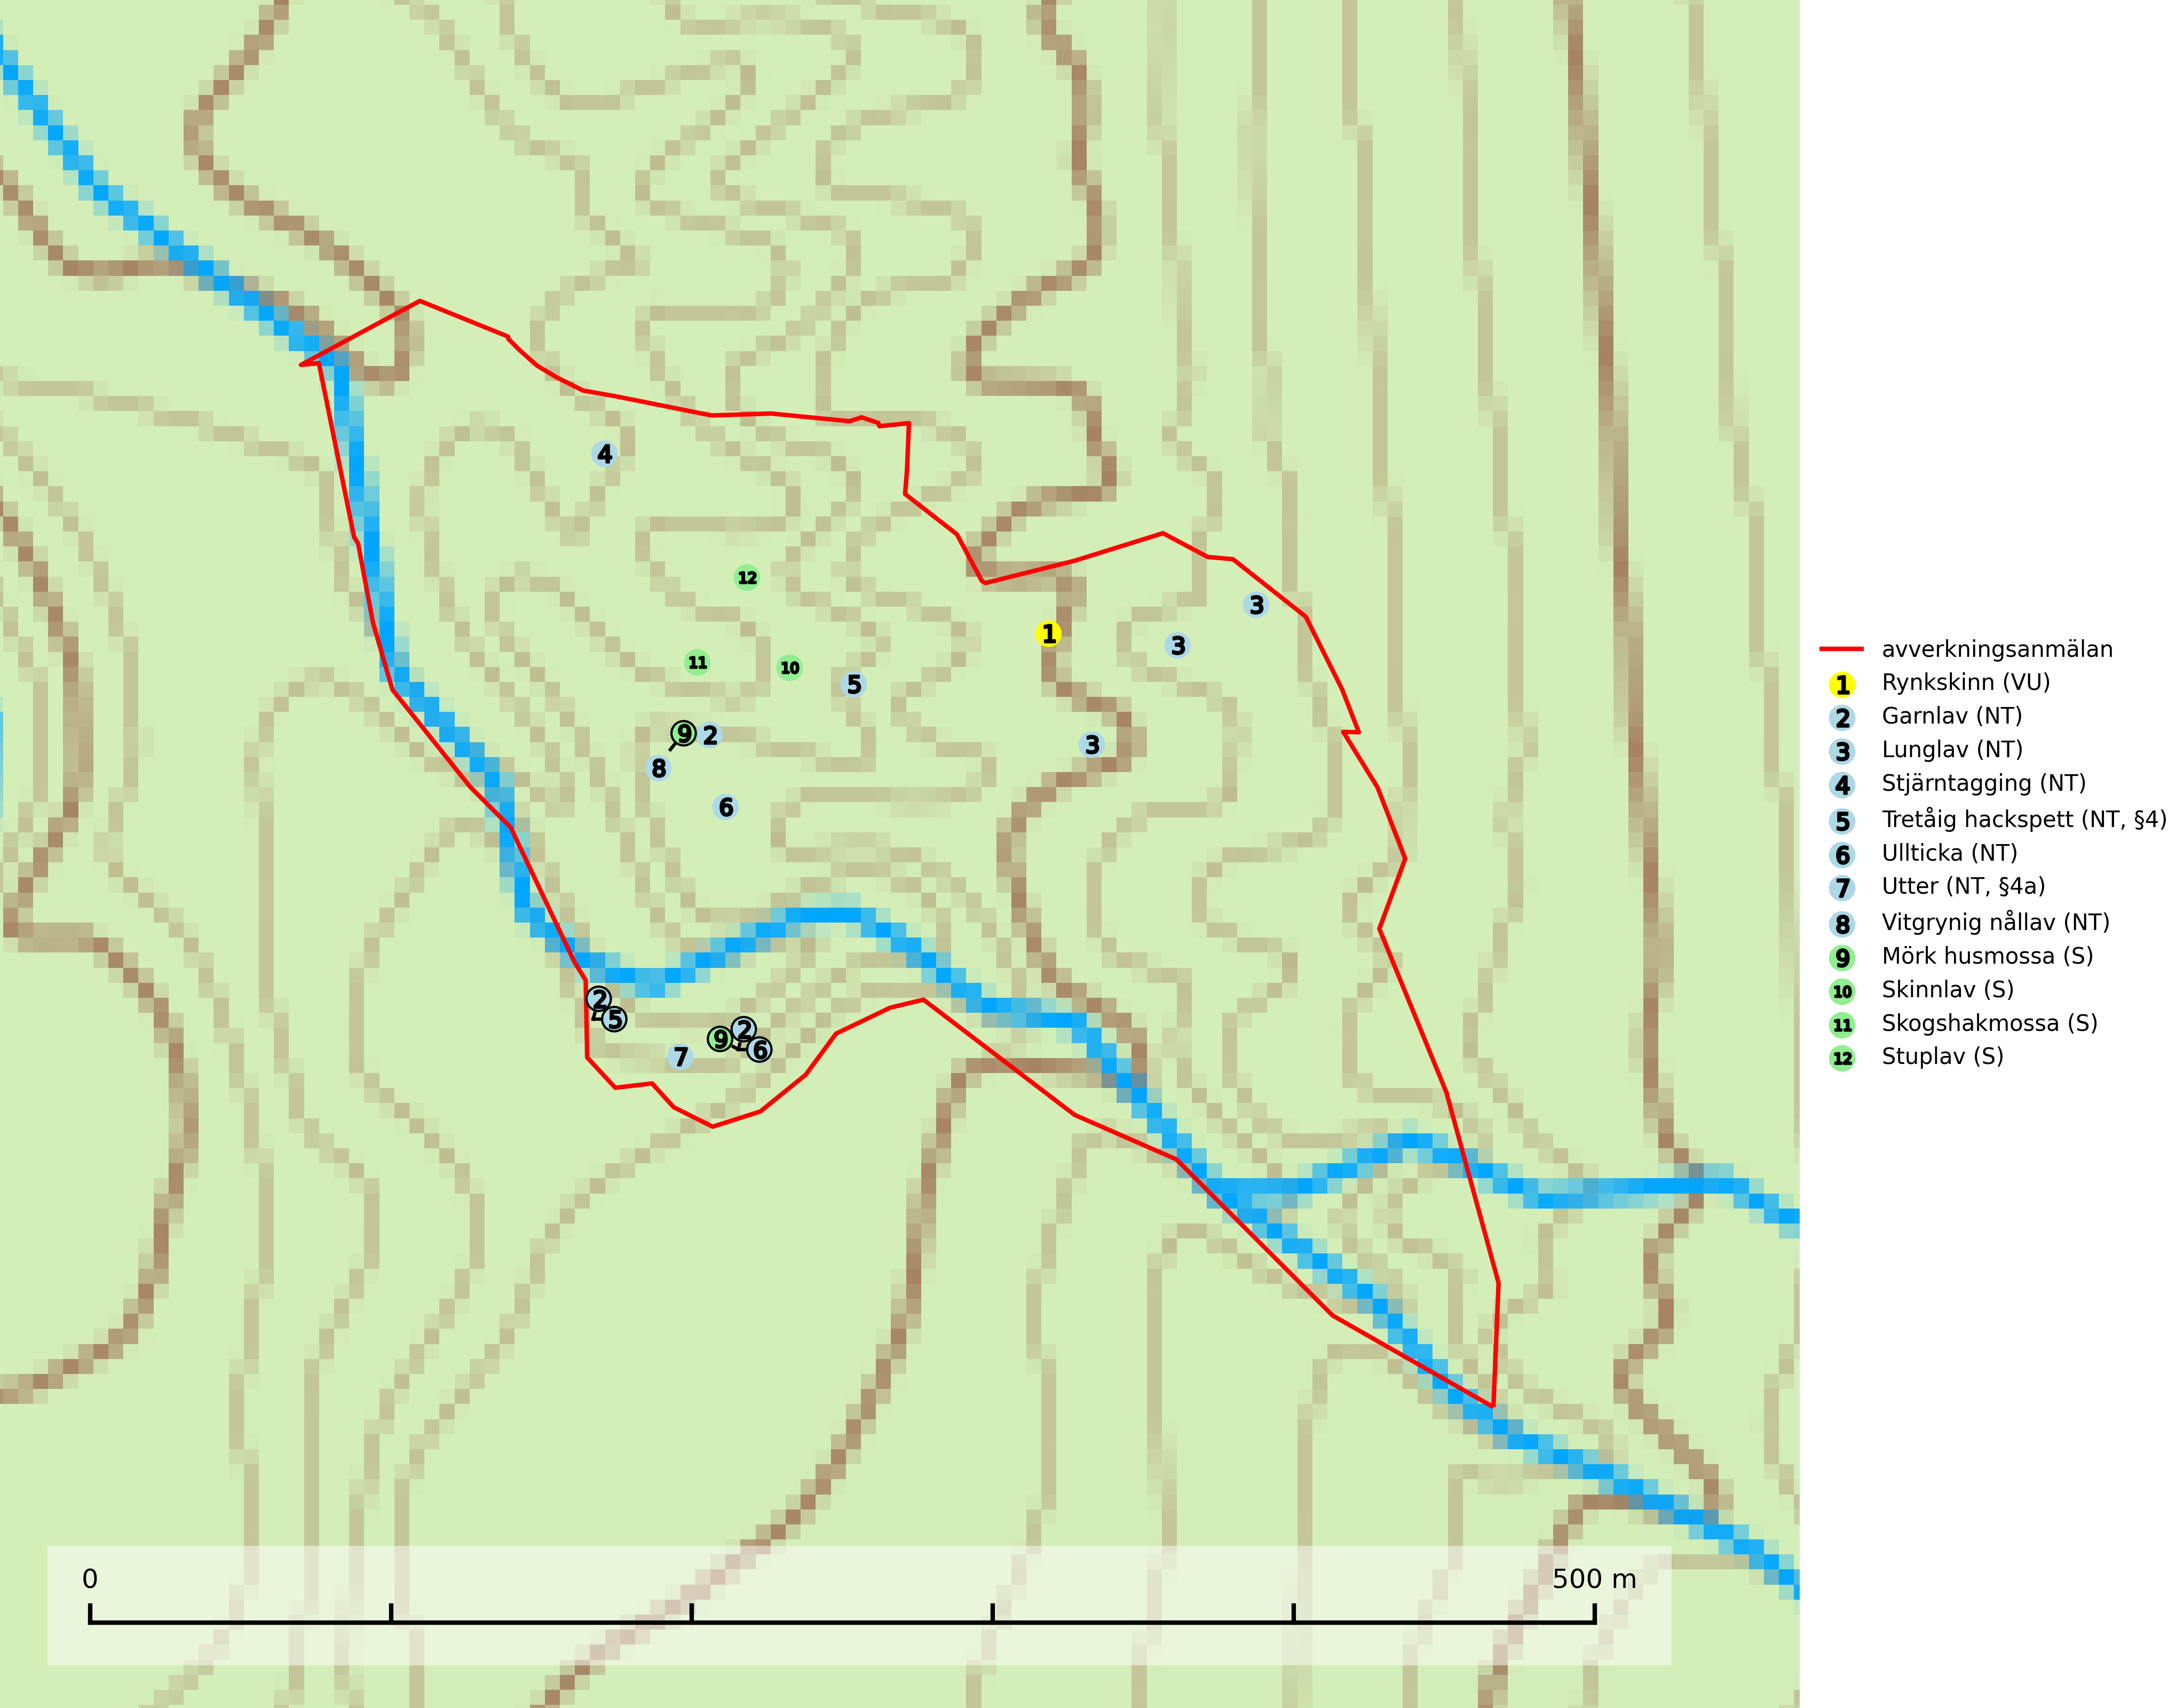 4
12
3
1
3
11
10
5
9
2
3
8
6
2
5
2
9
6
7
0
500 m
avverkningsanmälan
1 Rynkskinn (VU)
2 Garnlav (NT)
3 Lunglav (NT)
4 Stjärntagging (NT)
5 Tretåig hackspett (NT, §4)
6 Ullticka (NT)
7 Utter (NT, §4a)
8 Vitgrynig nållav (NT)
9 Mörk husmossa (S)
10 Skinnlav (S)
11 Skogshakmossa (S)
12 Stuplav (S)